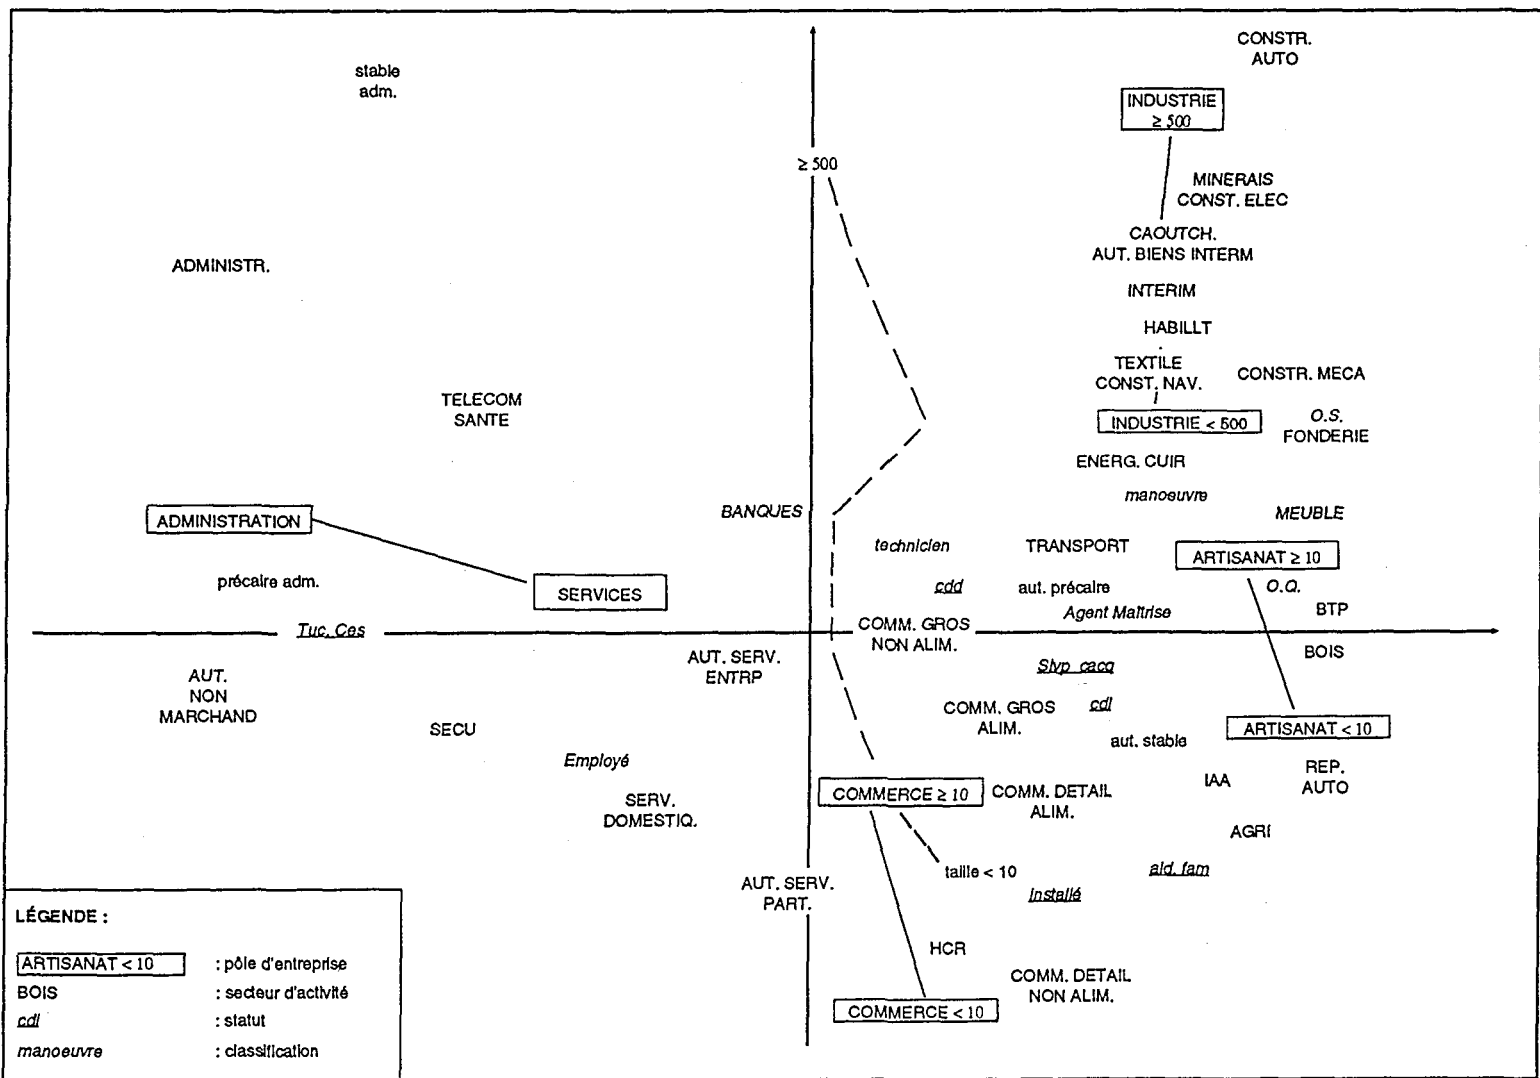 CONSTR.
AUTO
stable
adm.
INDUSTRIE
≥ 500
≥ 500
MINERAIS
CONST. ELEC
CAOUTCH.
AUT. BIENS INTERM
ADMINISTR.
INTERIM
HABILLT
TEXTILE
CONST. NAV.
CONSTR. MECA
TELECOM
SANTE
INDUSTRIE < 500
O.S.
FONDERIE
ENERG. CUIR
manoeuvre
ADMINISTRATION
BANQUES
MEUBLE
technicien
TRANSPORT
ARTISANAT ≥ 10
précaire adm.
SERVICES
cdd
aut. précaire
O.Q.
Agent Maîtrise
BTP
Tuc. Ces
COMM. GROS
NON ALIM.
AUT. SERV.
ENTRP
BOIS
AUT.
NON
MARCHAND
Stvp cacq
COMM. GROS
ALIM.
cdI
SECU
ARTISANAT < 10
aut. stable
Employé
REP.
AUTO
IAA
COMMERCE ≥ 10
COMM. DETAIL
ALIM.
SERV.
DOMESTIQ.
AGRI
taille < 10
aid. fam
AUT. SERV.
PART.
Installé
HCR
COMM. DETAIL
NON ALIM.
COMMERCE < 10
LÉGENDE :
ARTISANAT < 10 : pôle d'entreprise
BOIS : secteur d'activité
cdI : statut
manoeuvre : classification